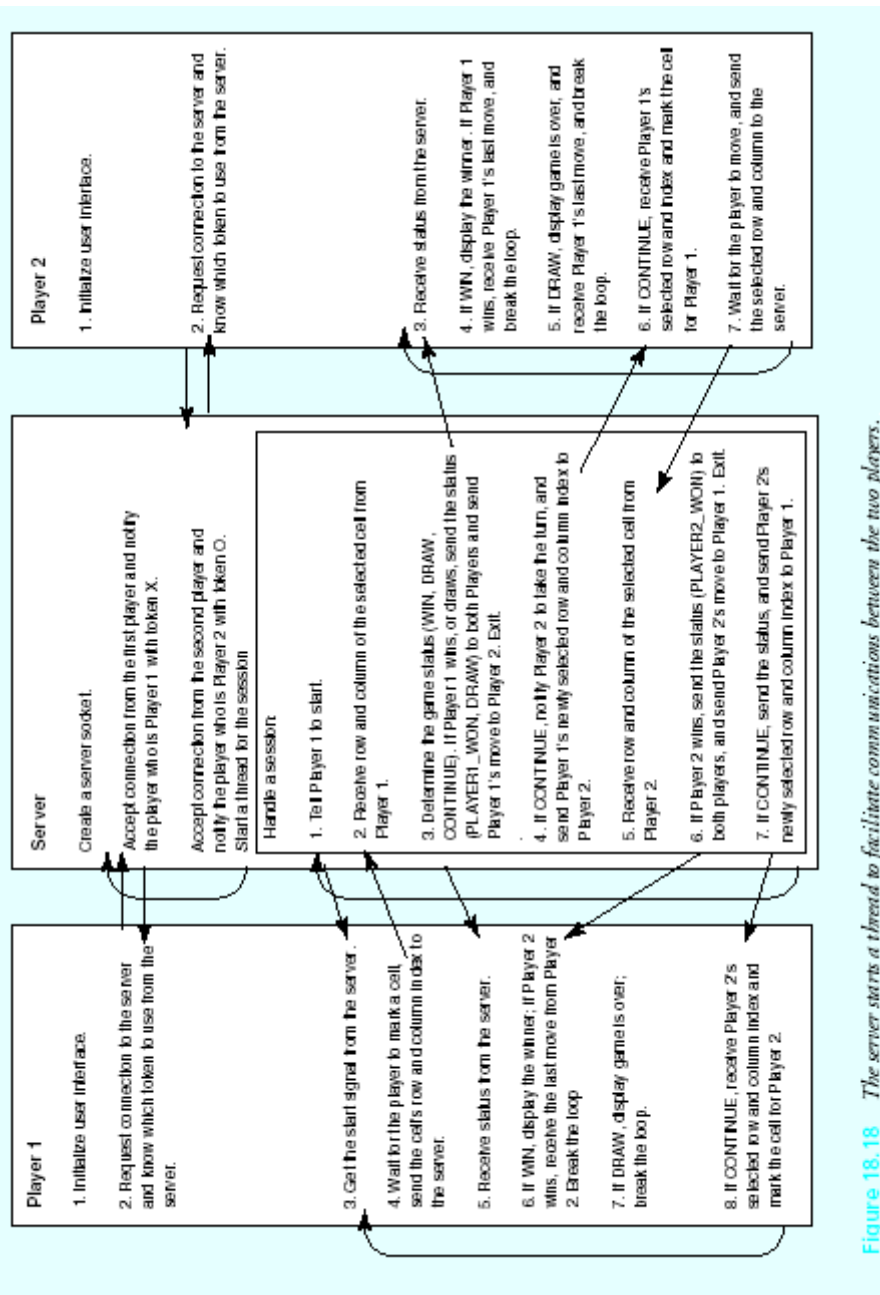 Player 1
1. Initialize user interface.
2. Request connection to the server
and know which token to use from the
server.
3. Get the start signal from the server.
4. Wait for the player to mark a cell,
send the cell's row and column index to
the server.
5. Receive status from the server.
6. If WIN, display the winner; if Player 2
wins, receive the last move from Player
2. Break the loop
7. If DRAW, display game is over;
break the loop.
8. If CONTINUE, receive Player 2's
selected row and column index and
mark the cell for Player 2.
Server
Create a server socket.
Accept connection from the first player and notify
the player who is Player 1 with token X.
Accept connection from the second player and
notify the player who is Player 2 with token O.
Start a thread for the session
Handle a session:
1. Tell Player 1 to start.
2. Receive row and column of the selected cell from
Player 1.
3. Determine the game status (WIN, DRAW,
CONTINUE). If Player 1 wins, or draws, send the status
(PLAYER1_WON, DRAW) to both Players and send
Player 1's move to Player 2. Exit.
.
4. If CONTINUE, notify Player 2 to take the turn, and
send Player 1's newly selected row and column index to
Player 2.
5. Receive row and column of the selected cell from
Player 2.
6. If Player 2 wins, send the status (PLAYER2_WON) to
both players, and send Player 2's move to Player 1. Exit.
7. If CONTINUE, send the status, and send Player 2's
newly selected row and column index to Player 1.
Player 2
1. Initialize user interface.
2. Request connection to the server and
know which token to use from the server.
3. Receive status from the server.
4. If WIN, display the winner. If Player 1
wins, receive Player 1's last move, and
break the loop.
5. If DRAW, display game is over, and
receive Player 1's last move, and break
the loop.
6. If CONTINUE, receive Player 1's
selected row and index and mark the cell
for Player 1.
7. Wait for the player to move, and send
the selected row and column to the
server.
Figure 18.18 The server starts a thread to facilitate communications between the two players.